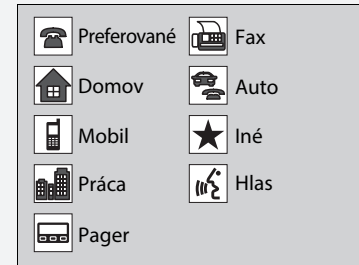 Preferované
Fax
Domov
Auto
Mobil
Iné
Práca
Hlas
Pager